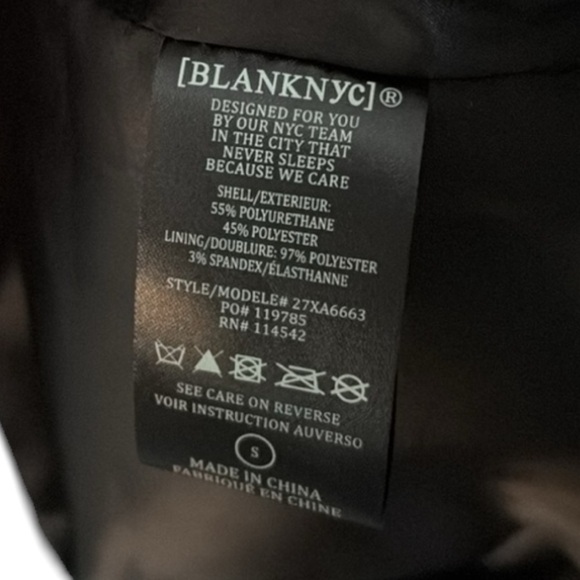 [BLANKNYC]®
DESIGNED FOR YOU
BY OUR NYC TEAM
IN THE CITY THAT
NEVER SLEEPS
BECAUSE WE CARE
SHELL/EXTERIEUR:
55% POLYURETHANE
45% POLYESTER
LINING/DOUBLURE: 97% POLYESTER
3% SPANDEX/ÉLASTHANNE
STYLE/MODELE# 27XA6663
PO# 119785
RN# 114542
SEE CARE ON REVERSE
VOIR INSTRUCTION AUVERSO
S
MADE IN CHINA
FABRIQUÉ EN CHINE